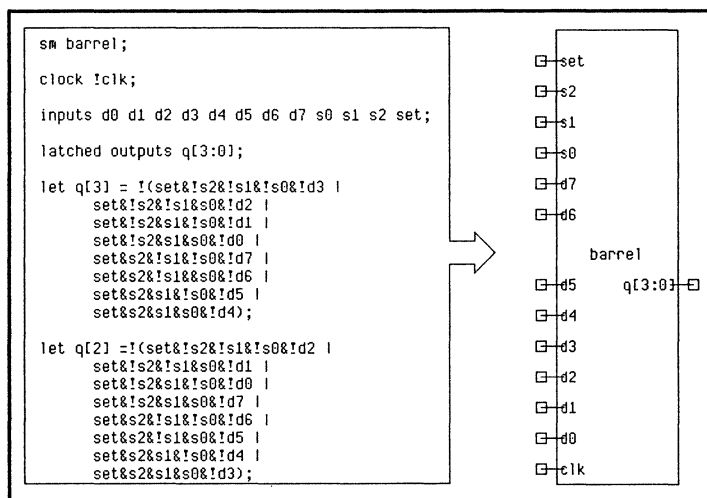 sm barrel;
clock !clk;
inputs d0 d1 d2 d3 d4 d5 d6 d7 s0 s1 s2 set;
latched outputs q[3:0];
let q[3] = !(set&!s2&!s1&!s0&!d3 |
set&!s2&!s1&s0&!d2 |
set&!s2&s1&!s0&!d1 |
set&!s2&s1&s0&!d0 |
set&s2&!s1&!s0&!d7 |
set&s2&!s1&&s0&!d6 |
set&s2&s1&!s0&!d5 |
set&s2&s1&s0&!d4);
let q[2] =!(set&!s2&!s1&!s0&!d2 |
set&!s2&!s1&s0&!d1 |
set&!s2&s1&!s0&!d0 |
set&!s2&s1&s0&!d7 |
set&s2&!s1&!s0&!d6 |
set&s2&!s1&s0&!d5 |
set&s2&s1&!s0&!d4 |
set&s2&s1&s0&!d3);
set
s2
s1
s0
d7
d6
barrel
d5 q[3:0]
d4
d3
d2
d1
d0
clk